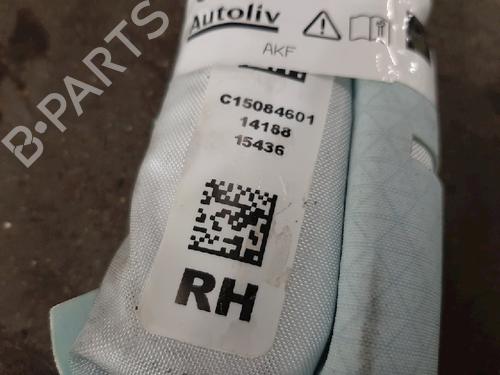 Autoliv
AKF
C15084601
14188
15436
RH
B-PARTS